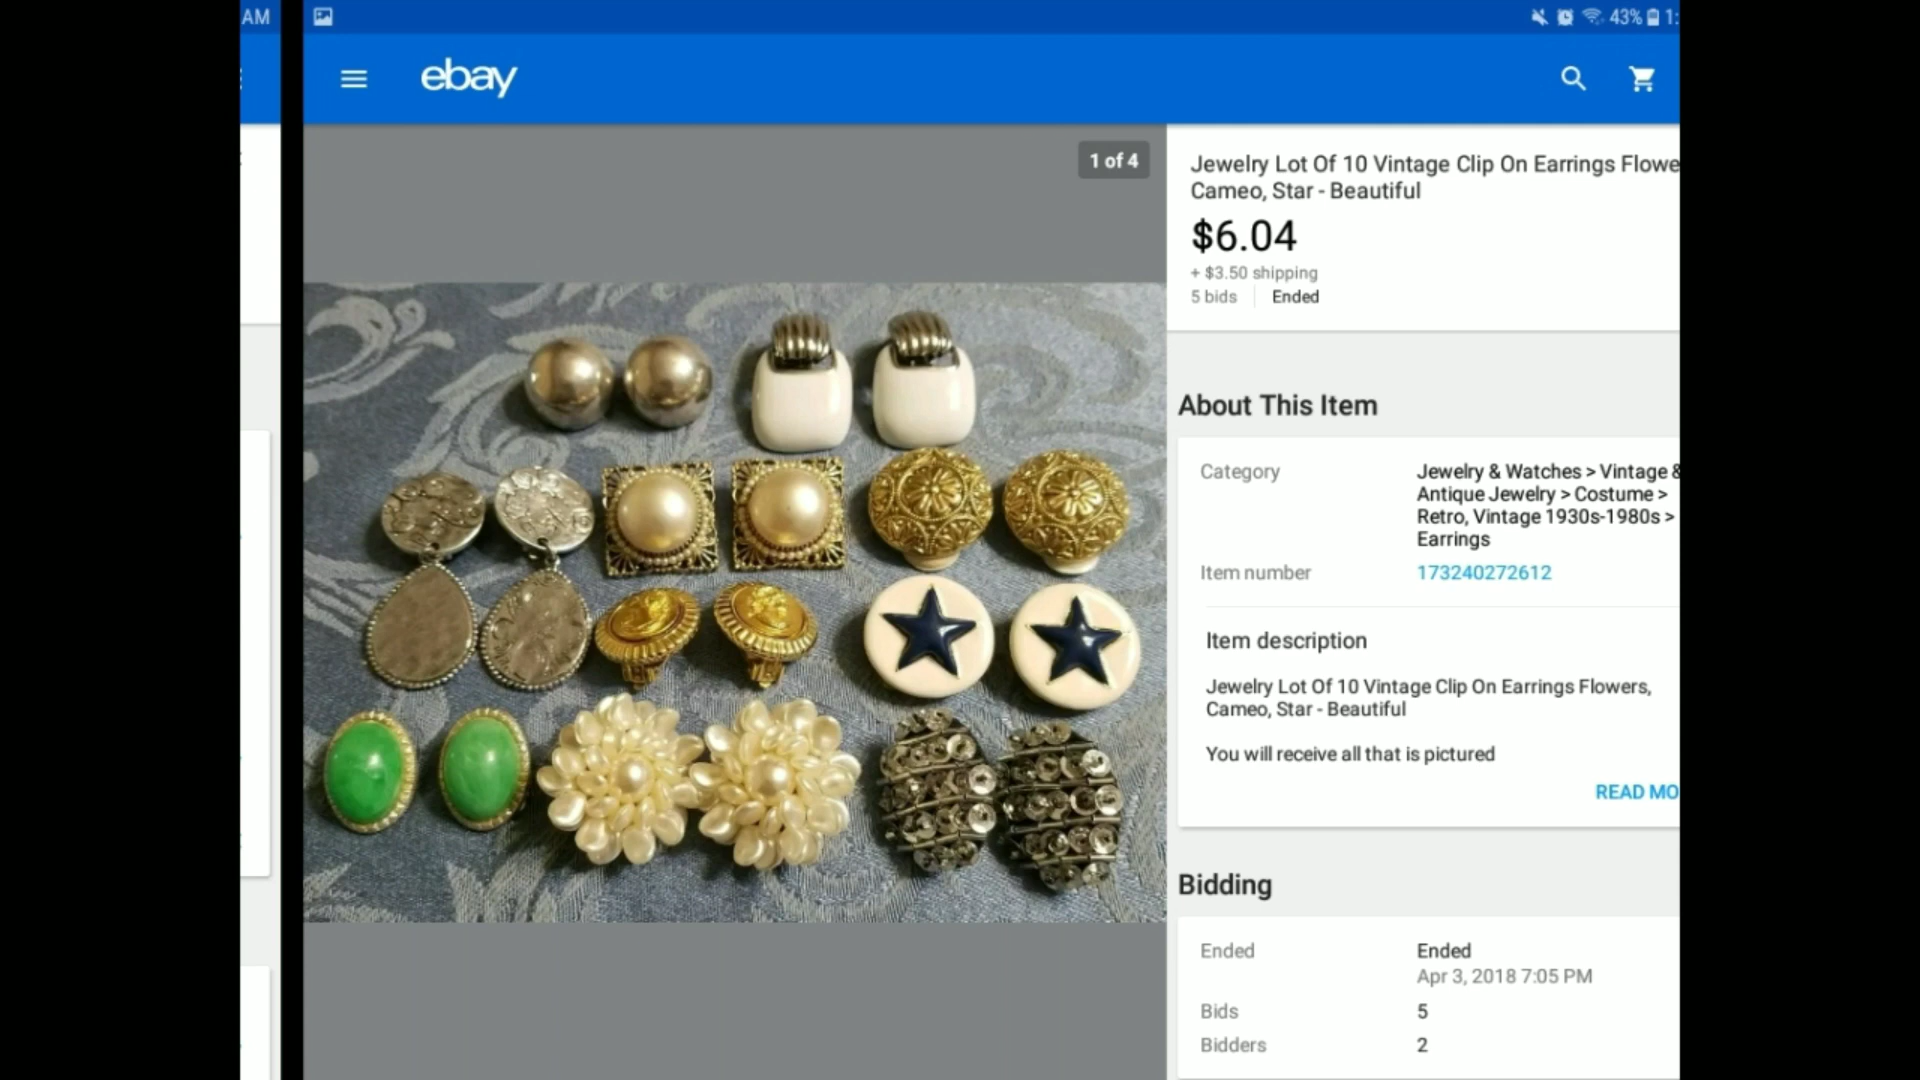 AM
43% 1:
ebay
1 of 4
Jewelry Lot Of 10 Vintage Clip On Earrings Flowe
Cameo, Star - Beautiful
$6.04
+ $3.50 shipping
5 bids Ended
About This Item
Category Jewelry & Watches > Vintage &
Antique Jewelry > Costume >
Retro, Vintage 1930s-1980s >
Earrings
Item number 173240272612
Item description
Jewelry Lot Of 10 Vintage Clip On Earrings Flowers,
Cameo, Star - Beautiful
You will receive all that is pictured
READ MO
Bidding
Ended Ended
Apr 3, 2018 7:05 PM
Bids 5
Bidders 2